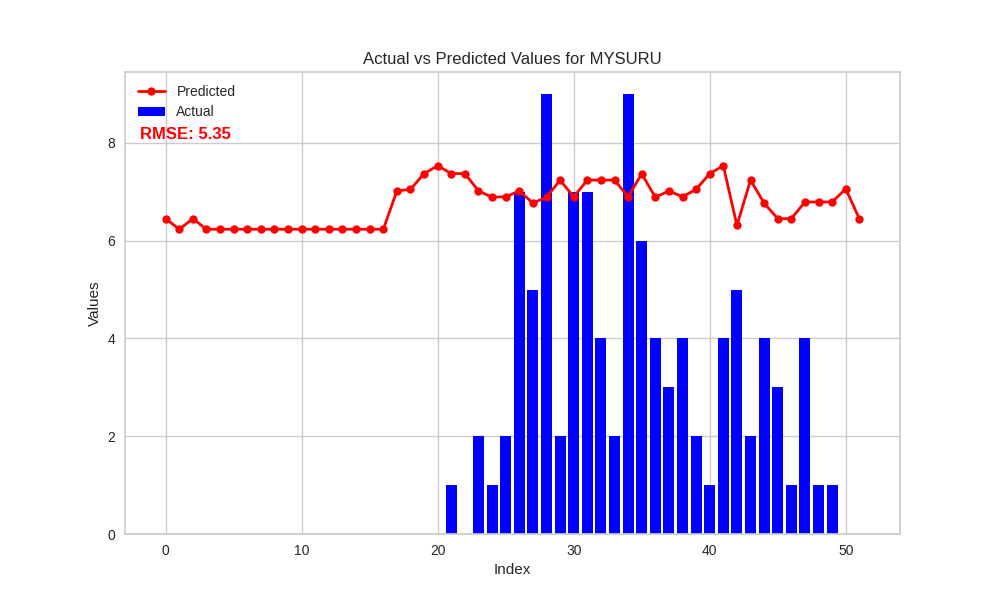 Actual vs Predicted Values for MYSURU
Predicted
Actual
RMSE: 5.35
Values
8
6
4
2
0
0 10 20 30 40 50
Index